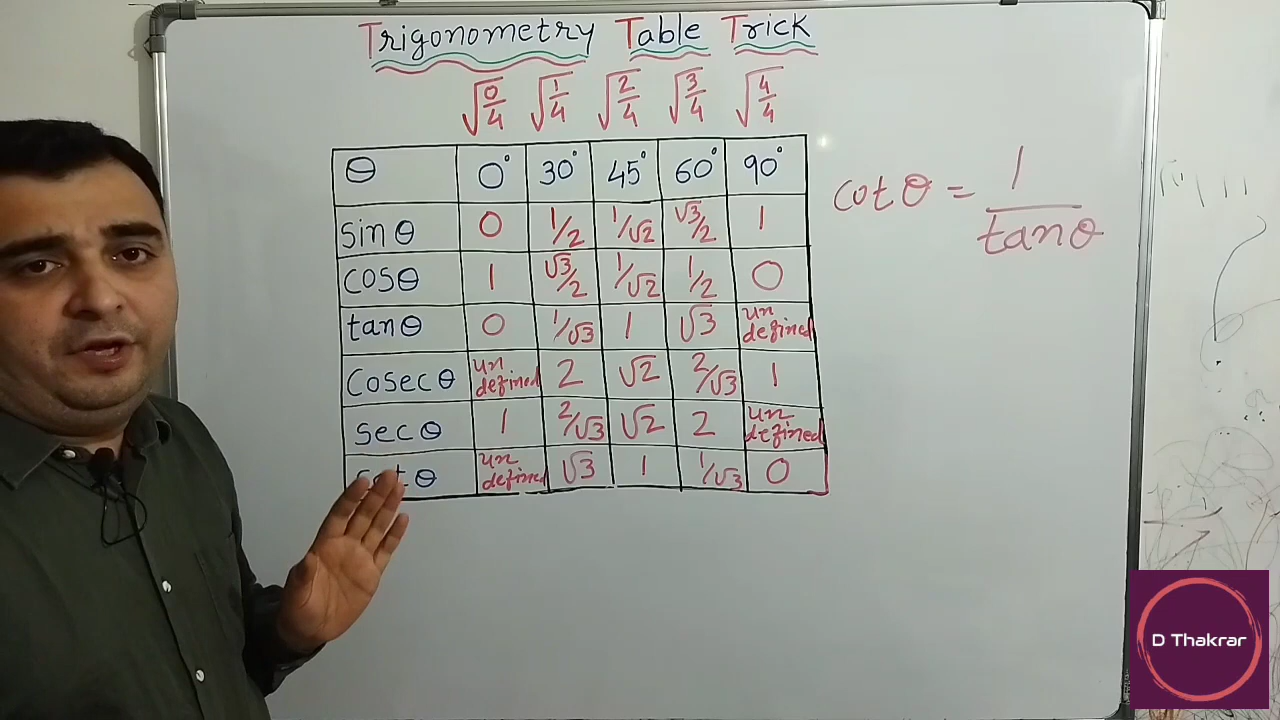 Trigonometry Table Trick
√0/4 √1/4 √2/4 √3/4 √4/4
θ 0° 30° 45° 60° 90°
sinθ 0 1/2 1/√2 √3/2 1
cosθ 1 √3/2 1/√2 1/2 0
tanθ 0 1/√3 1 √3 undefined
Cosecθ undefined 2 √2 2/√3 1
secθ 1 2/√3 √2 2 undefined
cotθ undefined √3 1 1/√3 0
cotθ = 1/tanθ
D Thakrar